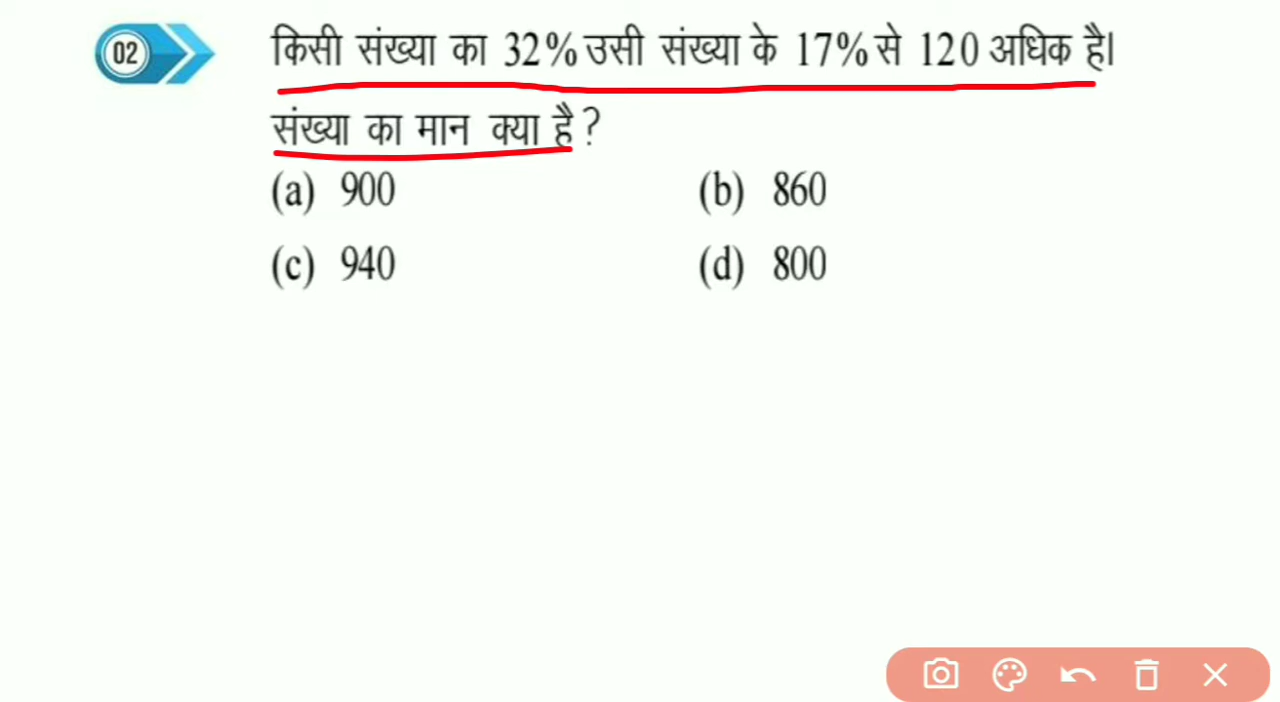 02 किसी संख्या का 32% उसी संख्या के 17% से 120 अधिक है।
संख्या का मान क्या है ?
(a) 900 (b) 860
(c) 940 (d) 800